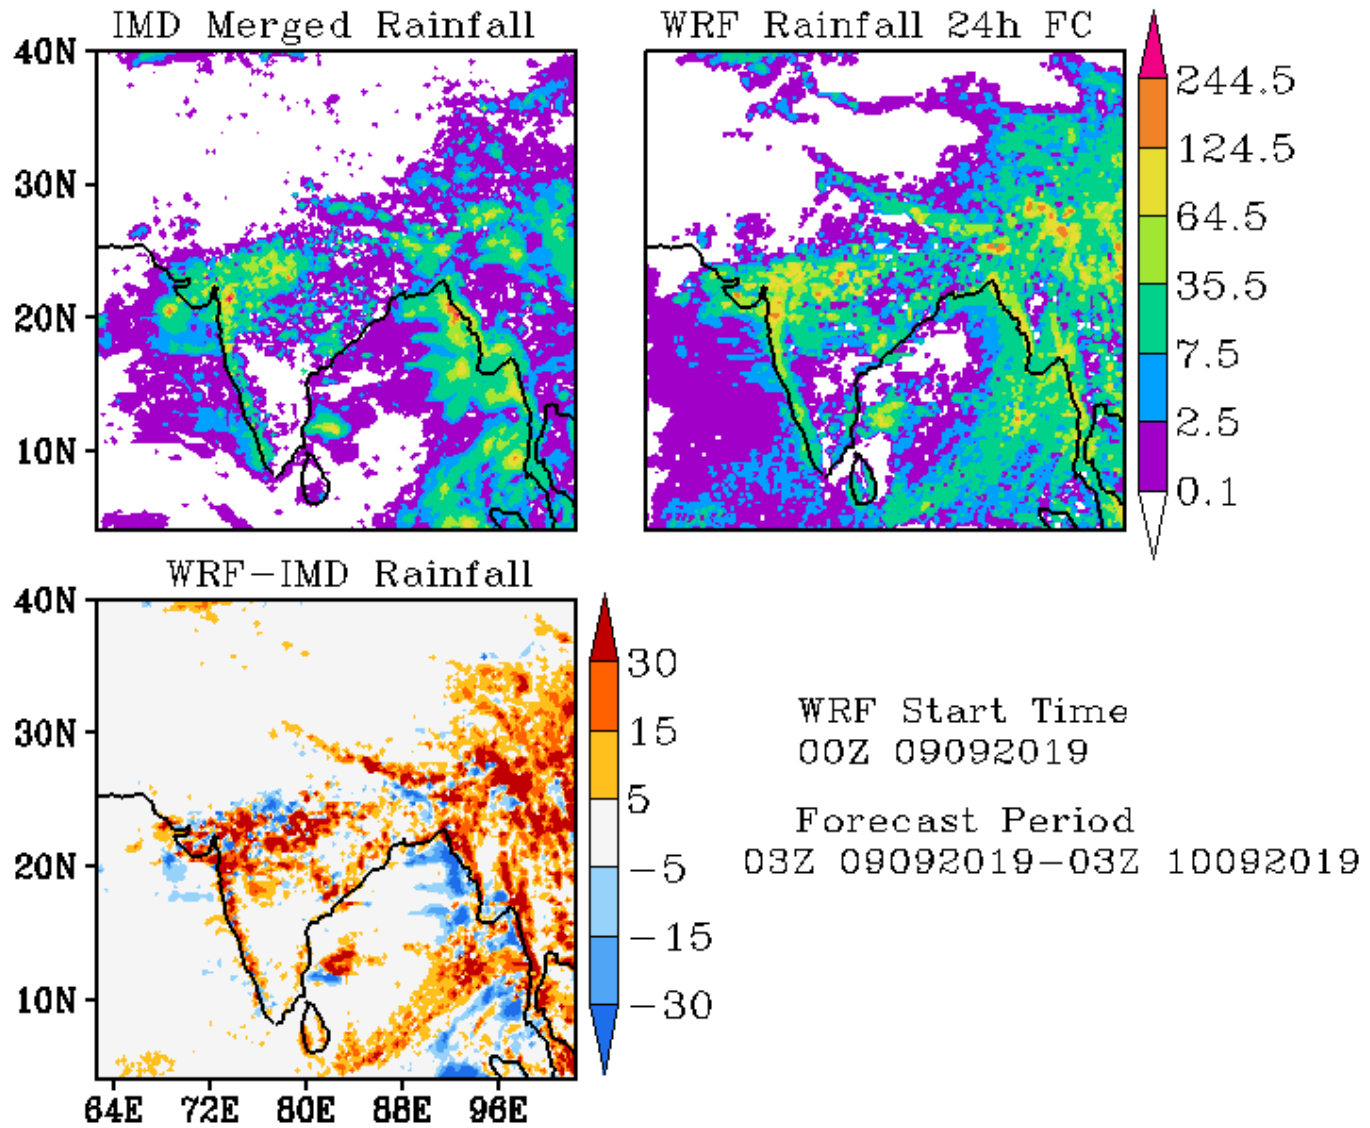 IMD Merged Rainfall
WRF Rainfall 24h FC
40N
30N
20N
10N
244.5
124.5
64.5
35.5
7.5
2.5
0.1
WRF-IMD Rainfall
40N
30N
20N
10N
64E 72E 80E 88E 96E
30
15
5
-5
-15
-30
WRF Start Time
00Z 09092019
Forecast Period
03Z 09092019-03Z 10092019